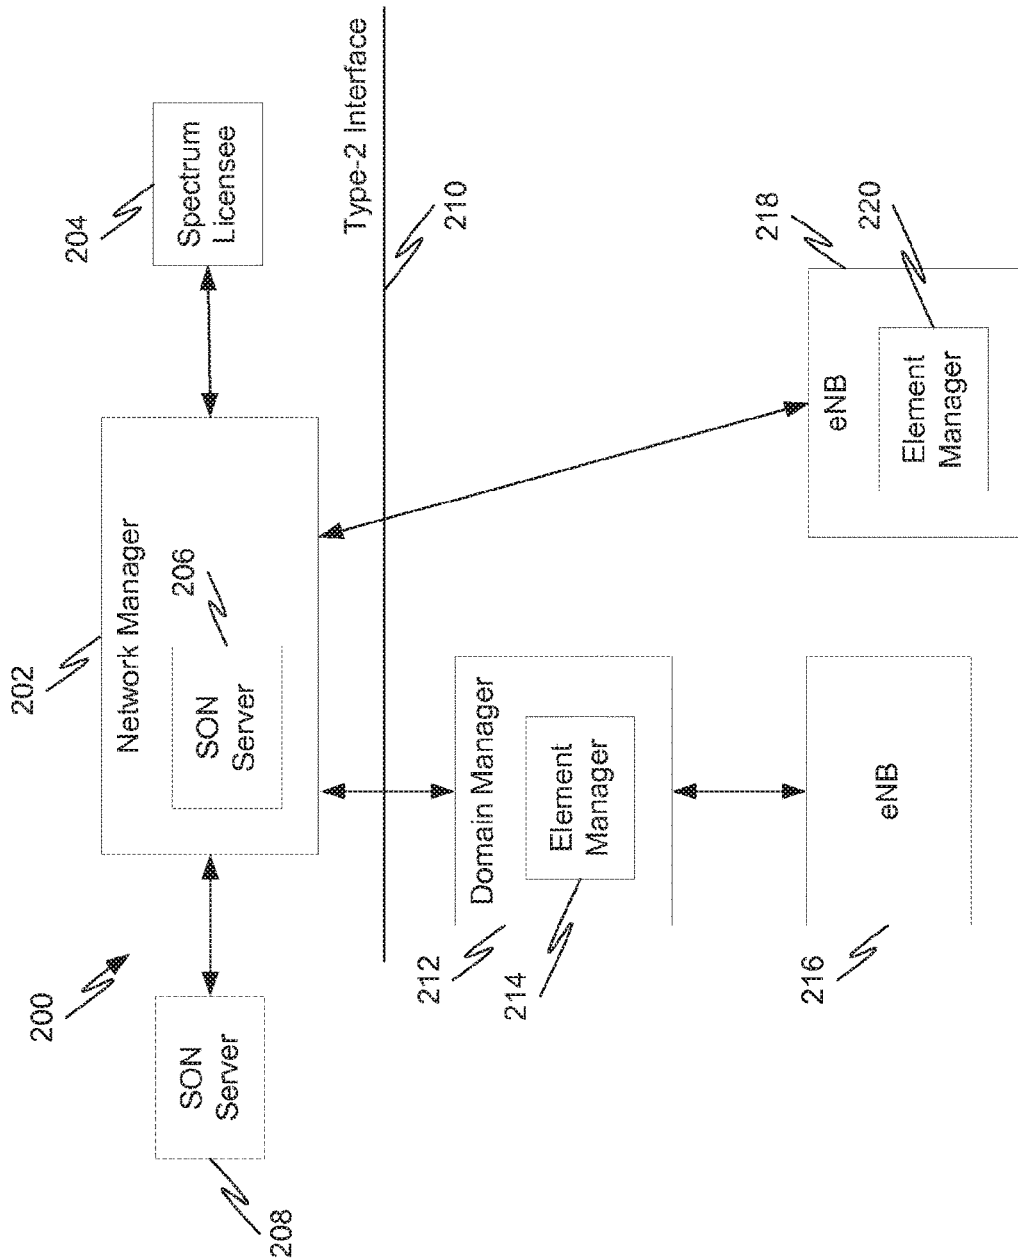 200
202
Network Manager
206
SON
Server
SON
Server
208
204
Spectrum
Licensee
Type-2 Interface
210
212
Domain Manager
214
Element
Manager
216
eNB
218
eNB
220
Element
Manager